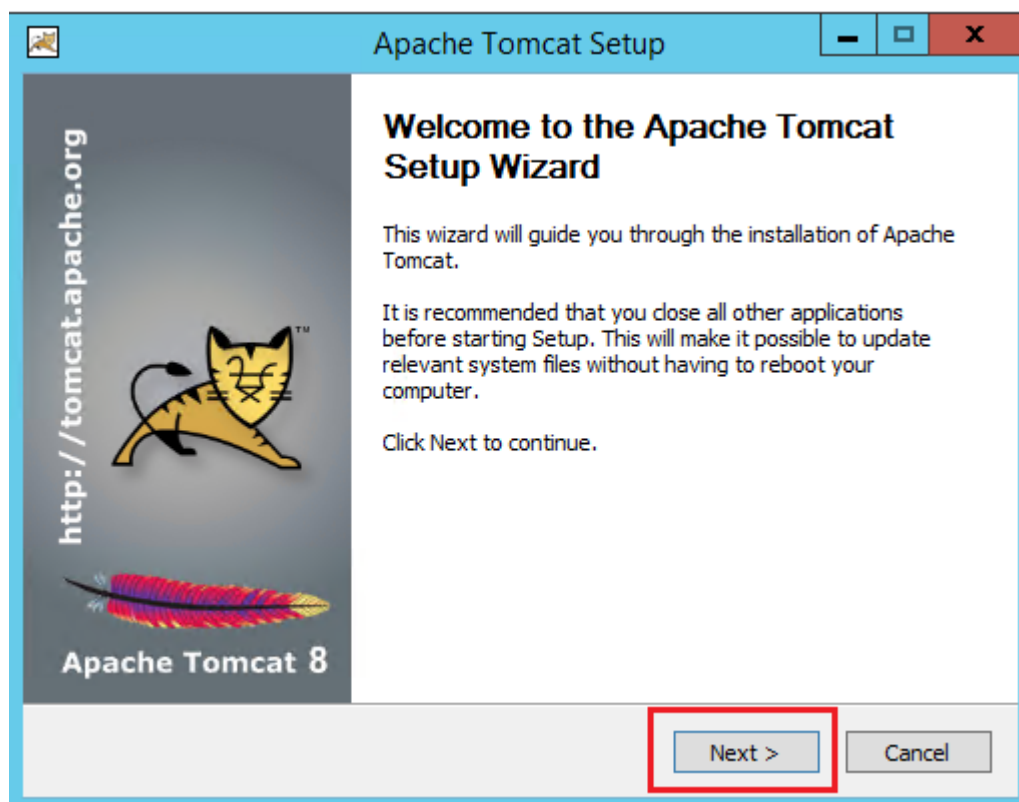 Apache Tomcat Setup
X
http://tomcat.apache.org
TM
Apache Tomcat 8
Welcome to the Apache Tomcat
Setup Wizard
This wizard will guide you through the installation of Apache
Tomcat.
It is recommended that you close all other applications
before starting Setup. This will make it possible to update
relevant system files without having to reboot your
computer.
Click Next to continue.
Next >
Cancel